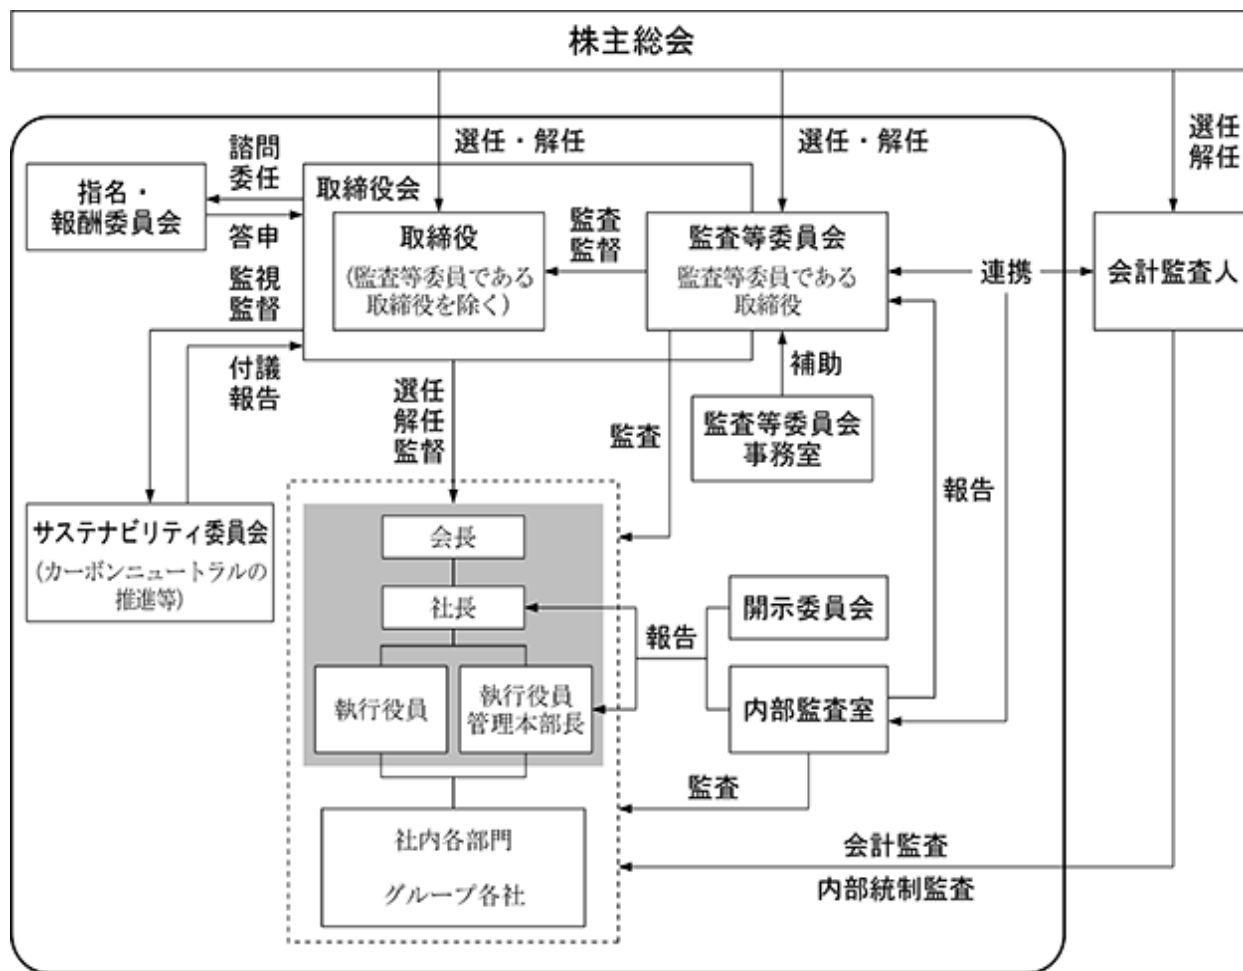 株主総会
選任・解任
選任・解任
選任
解任
諮問
委任
指名・
報酬委員会
答申
取締役会
取締役
(監査等委員である
取締役を除く)
監査
監督
監査等委員会
監査等委員である
取締役
連携
会計監査人
監視
監督
付議
報告
選任
解任
監督
監査
補助
監査等委員会
事務室
報告
サステナビリティ委員会
(カーボンニュートラルの
推進等)
会長
社長
執行役員
執行役員
管理本部長
報告
開示委員会
内部監査室
監査
社内各部門
グループ各社
会計監査
内部統制監査